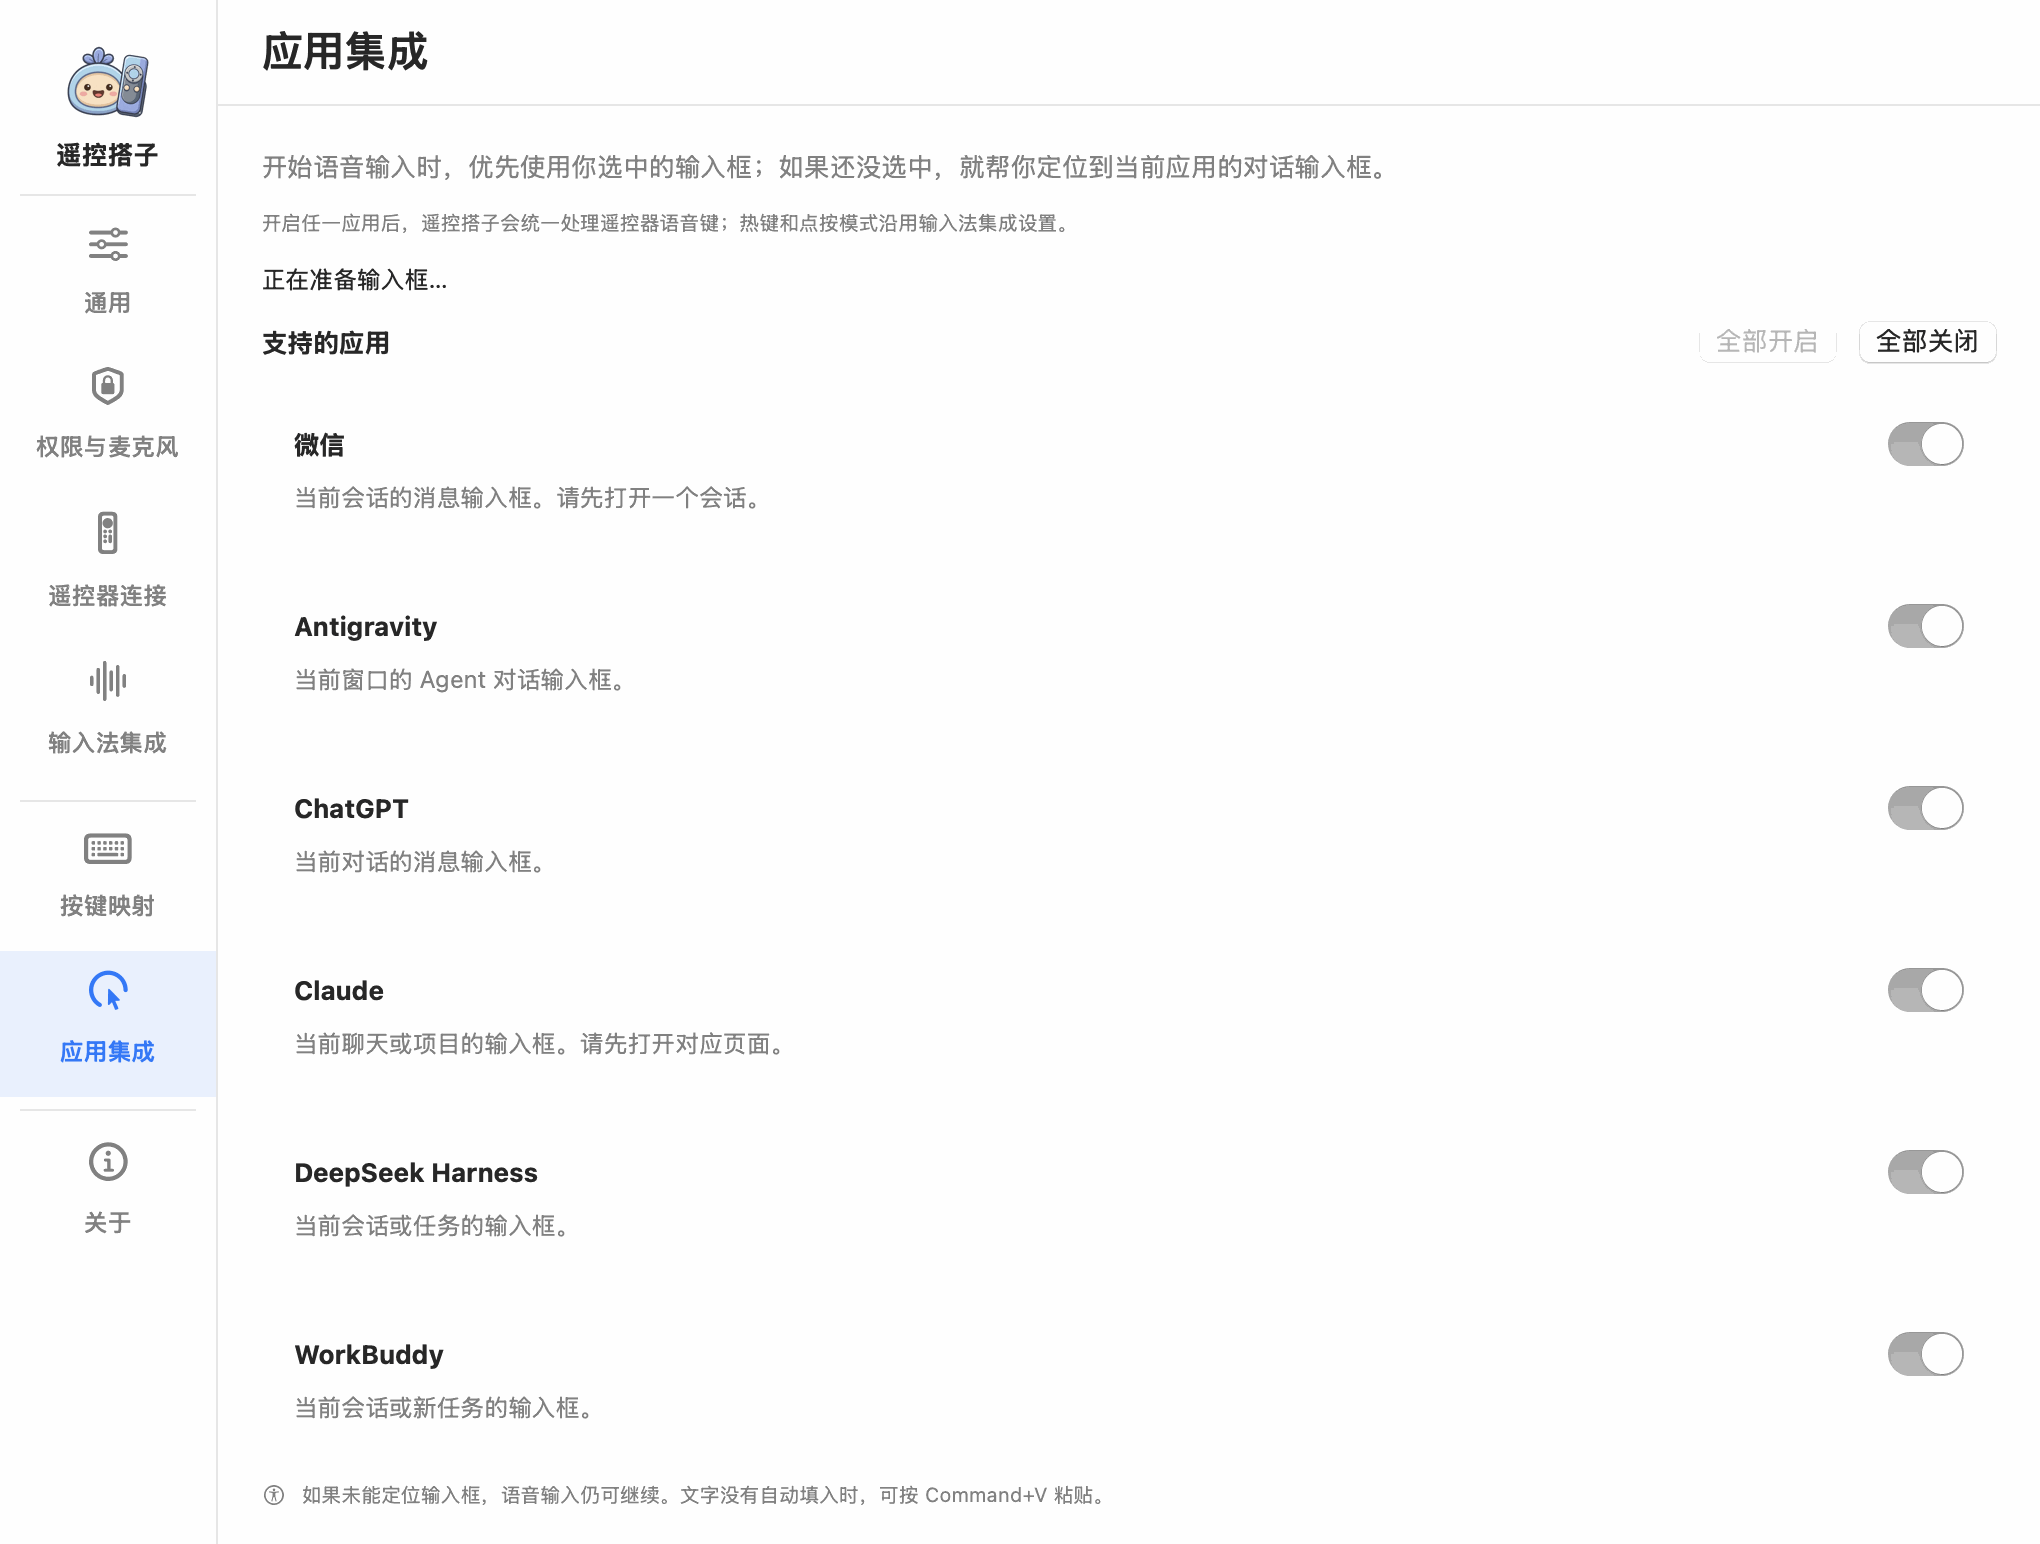 遥控搭子
通用
权限与麦克风
遥控器连接
输入法集成
按键映射
应用集成
关于
应用集成
开始语音输入时，优先使用你选中的输入框；如果还没选中，就帮你定位到当前应用的对话输入框。
开启任一应用后，遥控搭子会统一处理遥控器语音键；热键和点按模式沿用输入法集成设置。
正在准备输入框...
支持的应用
全部开启
全部关闭
微信
当前会话的消息输入框。请先打开一个会话。
Antigravity
当前窗口的 Agent 对话输入框。
ChatGPT
当前对话的消息输入框。
Claude
当前聊天或项目的输入框。请先打开对应页面。
DeepSeek Harness
当前会话或任务的输入框。
WorkBuddy
当前会话或新任务的输入框。
如果未能定位输入框，语音输入仍可继续。文字没有自动填入时，可按 Command+V 粘贴。